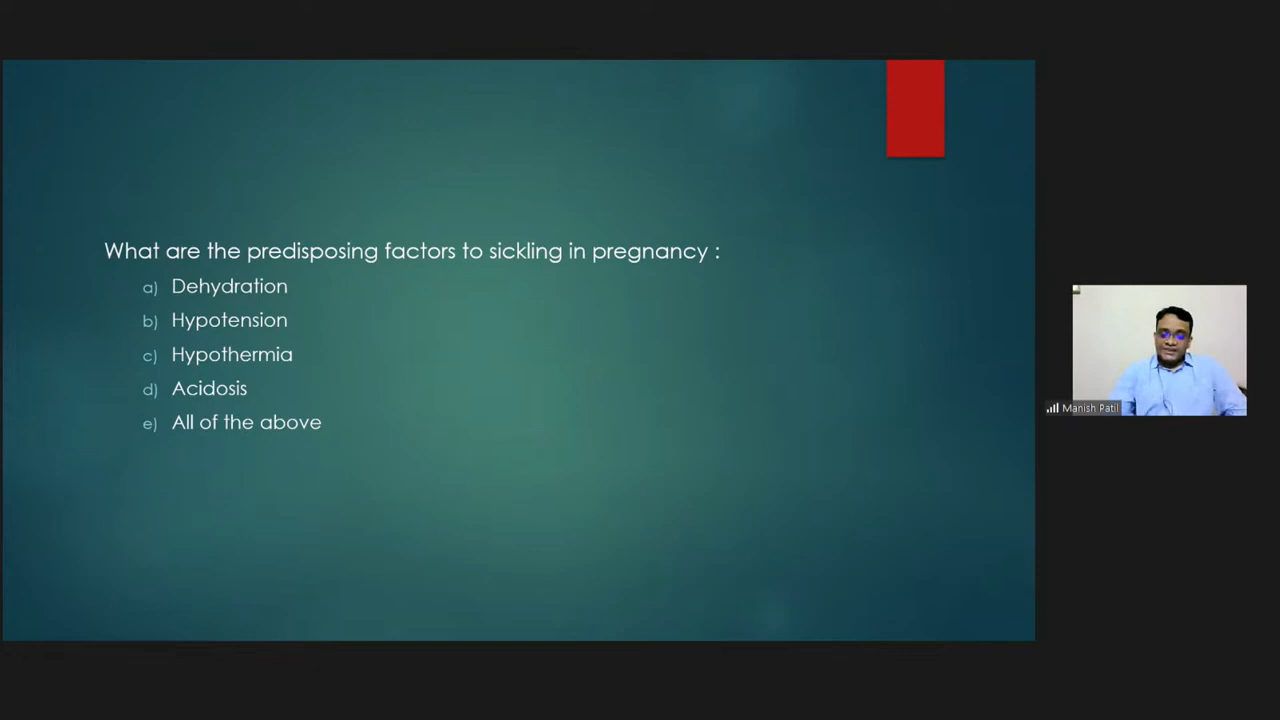 What are the predisposing factors to sickling in pregnancy :
a) Dehydration
b) Hypotension
c) Hypothermia
d) Acidosis
e) All of the above
Manish Patil